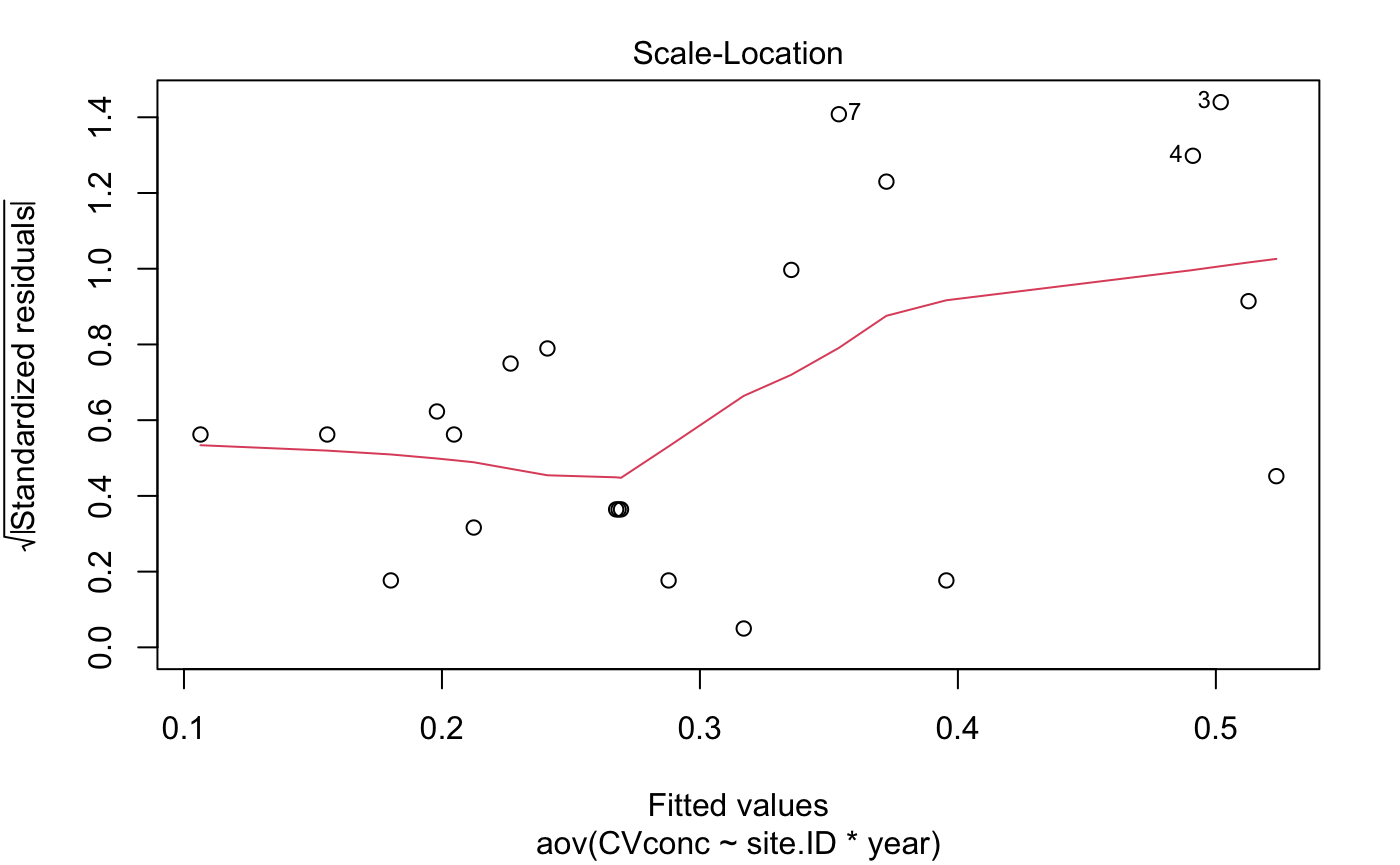 Scale-Location
√|Standardized residuals|
1.4
1.2
1.0
0.8
0.6
0.4
0.2
0.0
7
3
4
0.1 0.2 0.3 0.4 0.5
Fitted values
aov(CVconc ~ site.ID * year)